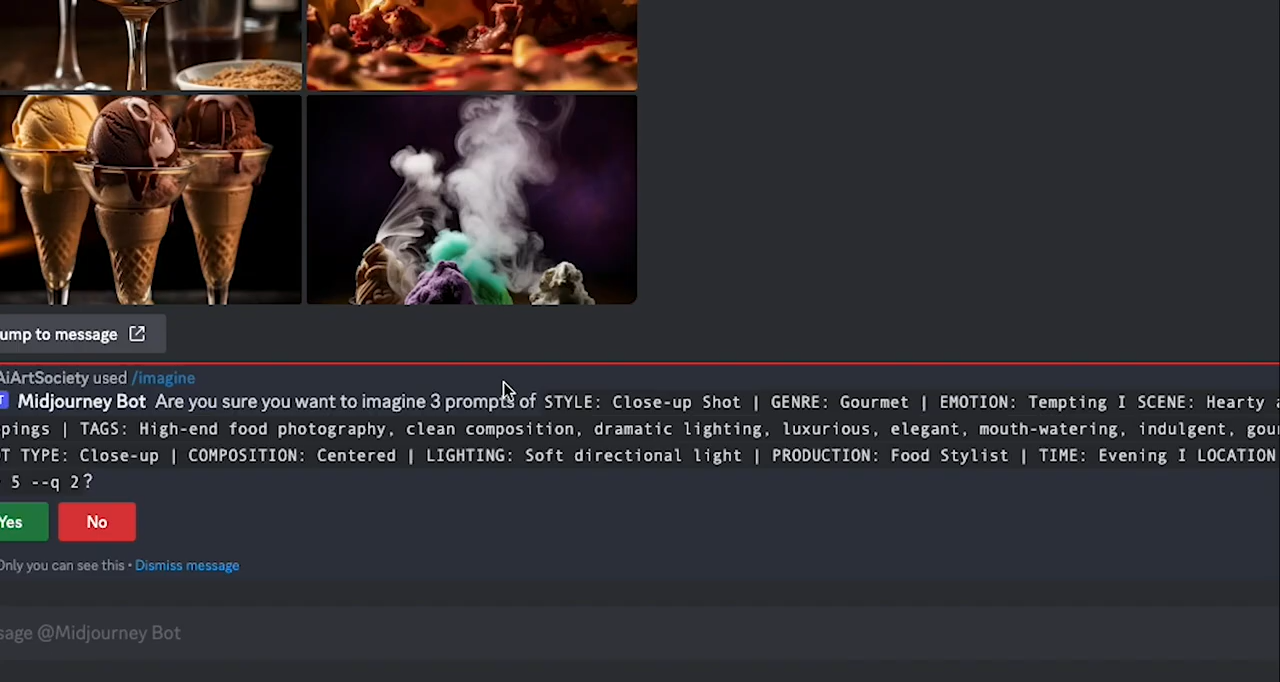 ump to message
AiArtSociety used /imagine
T Midjourney Bot Are you sure you want to imagine 3 prompts of STYLE: Close-up Shot | GENRE: Gourmet | EMOTION: Tempting I SCENE: Hearty a
pings | TAGS: High-end food photography, clean composition, dramatic lighting, luxurious, elegant, mouth-watering, indulgent, gou
T TYPE: Close-up | COMPOSITION: Centered | LIGHTING: Soft directional light | PRODUCTION: Food Stylist | TIME: Evening I LOCATION
5 --q 2?
Yes No
Only you can see this • Dismiss message
sage @Midjourney Bot